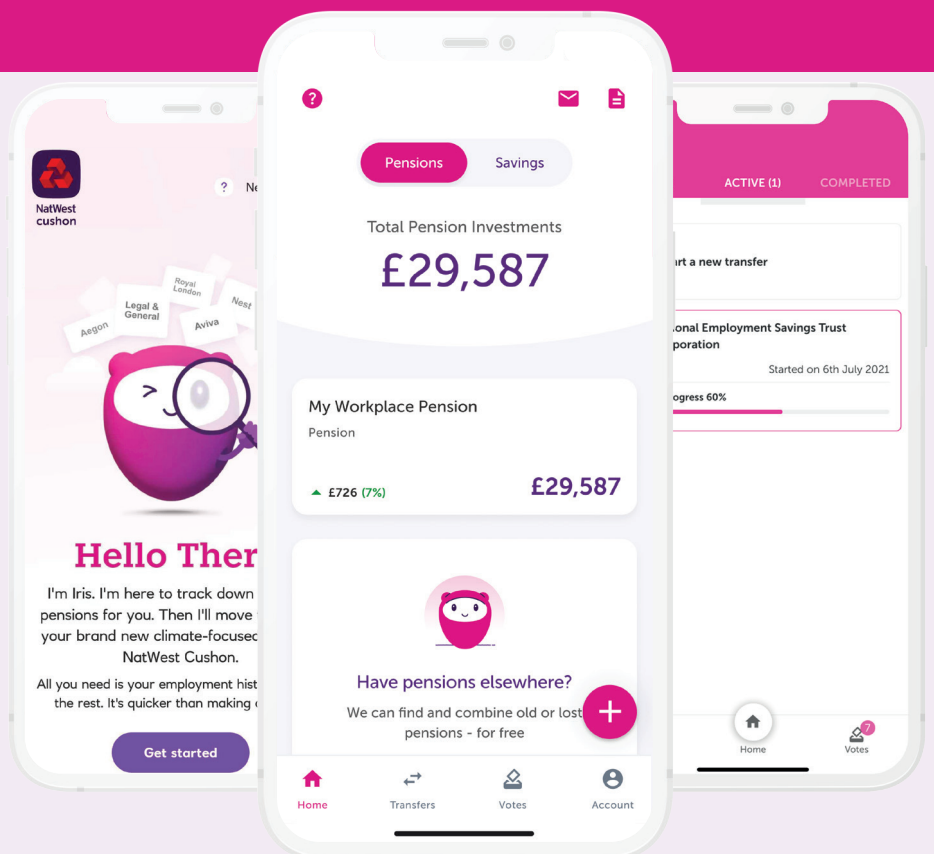 NatWest
cushon
?
Aegon
Legal &
General
Royal
London
Aviva
Nest
Hello Ther
I'm Iris. I'm here to track down
pensions for you. Then I'll move
your brand new climate-focused
NatWest Cushon.
All you need is your employment hist
the rest. It's quicker than making
Get started
?
Pensions
Savings
Total Pension Investments
£29,587
My Workplace Pension
Pension
£726 (7%)
£29,587
Have pensions elsewhere?
We can find and combine old or lost
pensions - for free
+
Home
Transfers
Votes
Account
ACTIVE (1)
COMPLETED
rt a new transfer
onal Employment Savings Trust
poration
Started on 6th July 2021
ogress 60%
Home
7
Votes